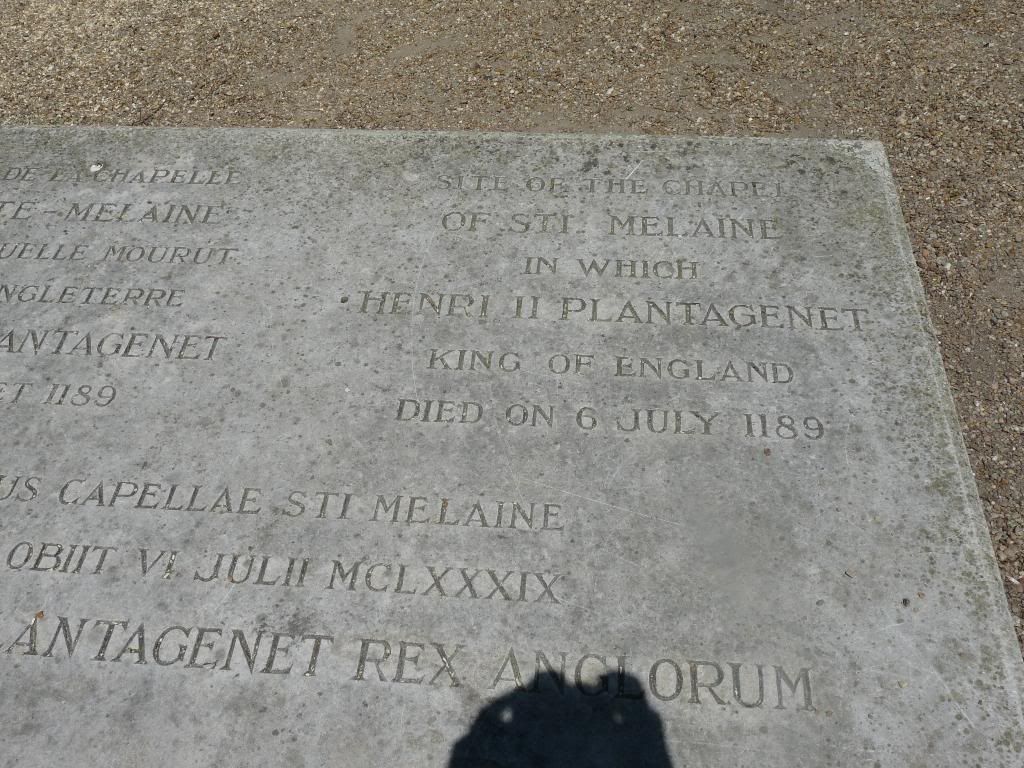 DE LA CHAPELLE
TE-MELAINE
UELLE MOURUT
NGLETERRE
ANTAGENET
ET 1189
SITE OF THE CHAPEL
OF STI. MELAINE
IN WHICH
HENRI II PLANTAGENET
KING OF ENGLAND
DIED ON 6 JULY 1189
US CAPELLAE STI MELAINE
OBIIT VI JULII MCLXXXIX
LANTAGENET REX ANGLORUM